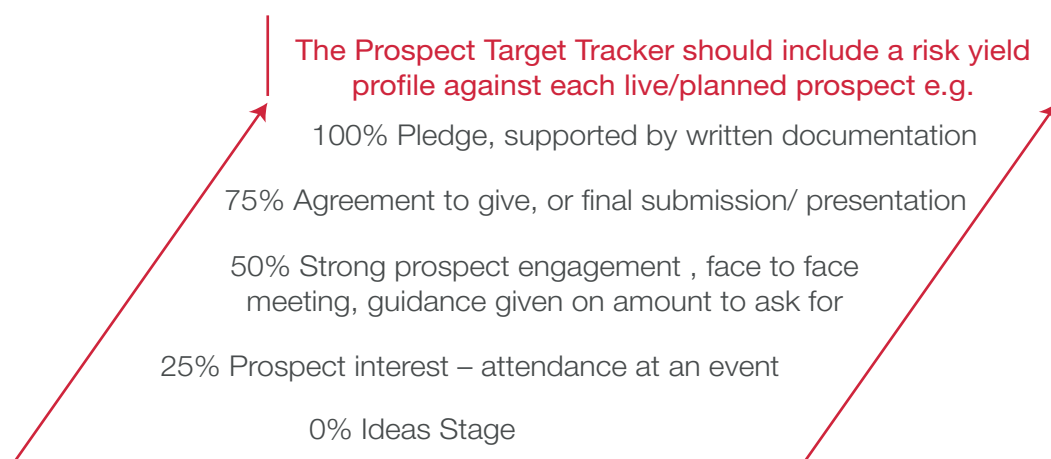 The Prospect Target Tracker should include a risk yield
profile against each live/planned prospect e.g.
100% Pledge, supported by written documentation
75% Agreement to give, or final submission/ presentation
50% Strong prospect engagement , face to face
meeting, guidance given on amount to ask for
25% Prospect interest – attendance at an event
0% Ideas Stage